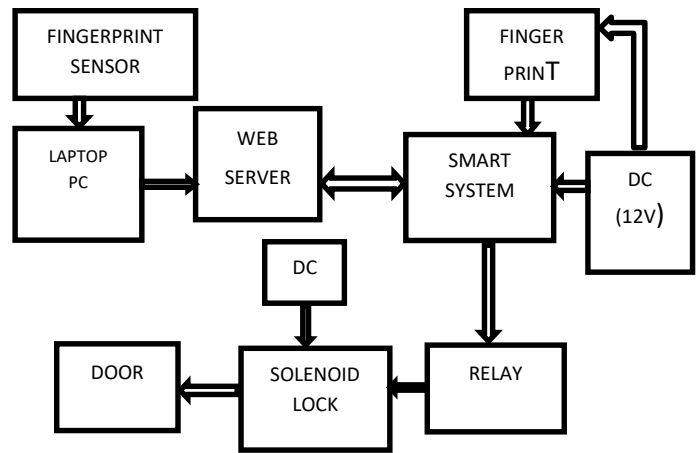 FINGERPRINT
SENSOR
FINGER
PRINT
LAPTOP
PC
WEB
SERVER
SMART
SYSTEM
DC
(12V)
DC
DOOR
SOLENOID
LOCK
RELAY